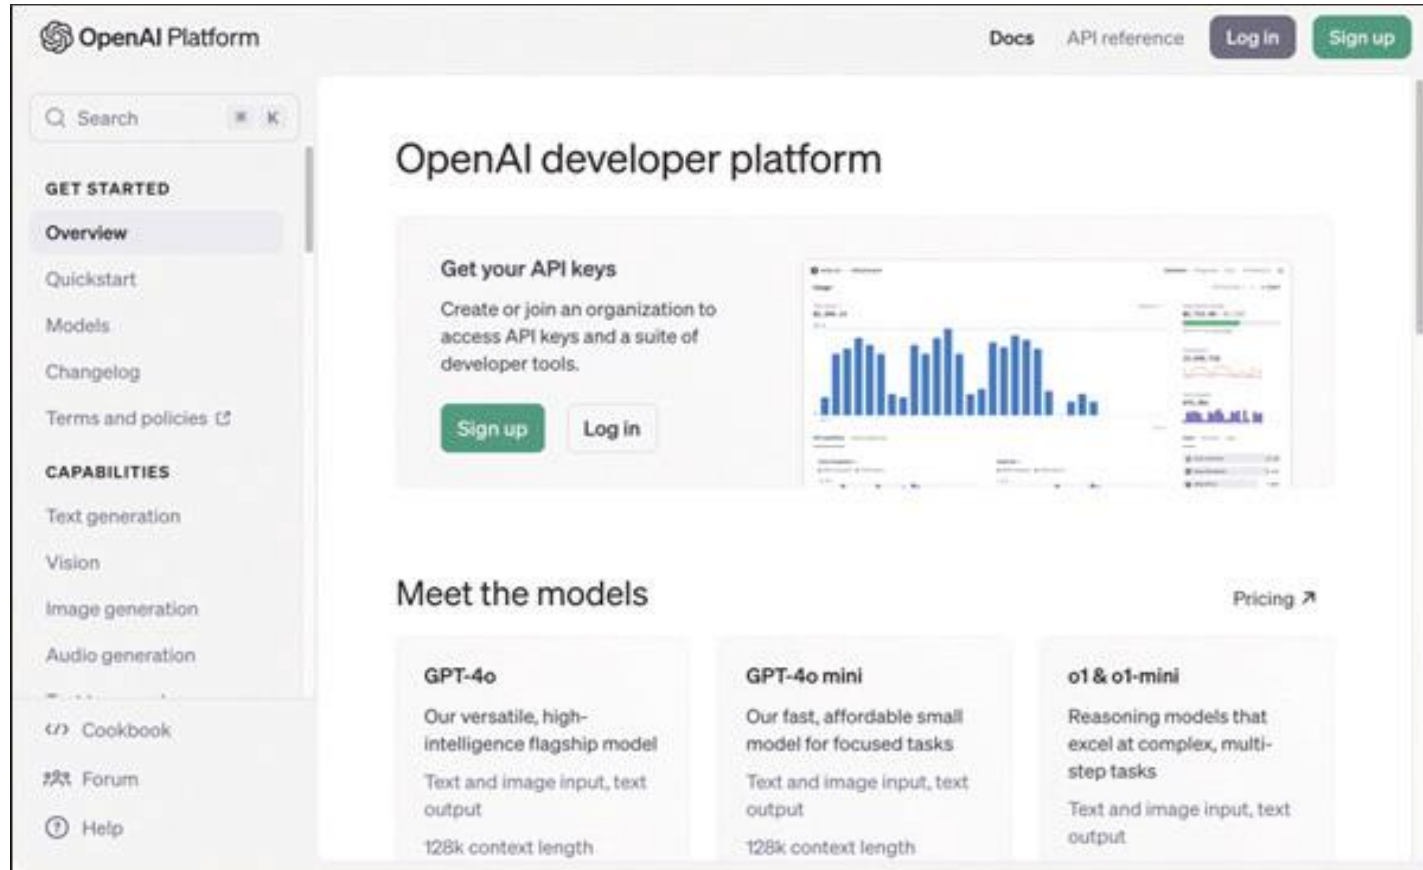 OpenAI Platform
Docs
API reference
Log in
Sign up
Search
⌘ K
GET STARTED
Overview
Quickstart
Models
Changelog
Terms and policies
CAPABILITIES
Text generation
Vision
Image generation
Audio generation
Cookbook
Forum
Help
OpenAI developer platform
Get your API keys
Create or join an organization to
access API keys and a suite of
developer tools.
Sign up
Log in
Meet the models
Pricing
GPT-4o
Our versatile, high-
intelligence flagship model
Text and image input, text
output
128k context length
GPT-4o mini
Our fast, affordable small
model for focused tasks
Text and image input, text
output
128k context length
o1 & o1-mini
Reasoning models that
excel at complex, multi-
step tasks
Text and image input, text
output